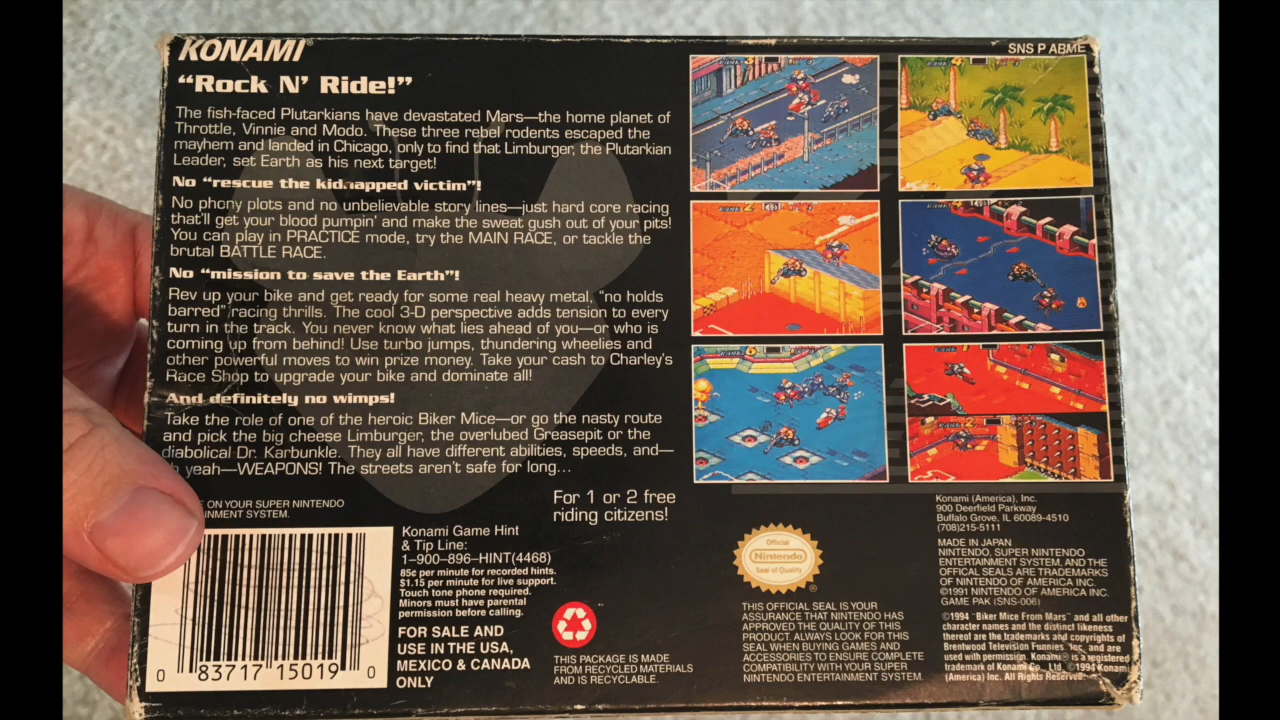 KONAMI®
SNS P ABME
“Rock N’ Ride!”
The fish-faced Plutarkians have devastated Mars—the home planet of
Throttle, Vinnie and Modo. These three rebel rodents escaped the
mayhem and landed in Chicago, only to find that Limburger, the Plutarkian
Leader, set Earth as his next target!
No “rescue the kidnapped victim”!
No phony plots and no unbelievable story lines—just hard core racing
that’ll get your blood pumpin’ and make the sweat gush out of your pits!
You can play in PRACTICE mode, try the MAIN RACE, or tackle the
brutal BATTLE RACE.
No “mission to save the Earth”!
Rev up your bike and get ready for some real heavy metal, “no holds
barred” racing thrills. The cool 3-D perspective adds tension to every
turn in the track. You never know what lies ahead of you—or who is
coming up from behind! Use turbo jumps, thundering wheelies and
other powerful moves to win prize money. Take your cash to Charley’s
Race Shop to upgrade your bike and dominate all!
And definitely no wimps!
Take the role of one of the heroic Biker Mice—or go the nasty route
and pick the big cheese Limburger, the overlubed Greasepit or the
diabolical Dr. Karbunkle. They all have different abilities, speeds, and—
yeah—WEAPONS! The streets aren’t safe for long...
ON YOUR SUPER NINTENDO
SYSTEM.
For 1 or 2 free
riding citizens!
0 83717 15019 0
Konami Game Hint
& Tip Line:
1–900–896–HINT(4468)
85¢ per minute for recorded hints.
$1.15 per minute for live support.
Touch tone phone required.
Minors must have parental
permission before calling.
FOR SALE AND
USE IN THE USA,
MEXICO & CANADA
ONLY
THIS PACKAGE IS MADE
FROM RECYCLED MATERIALS
AND IS RECYCLABLE.
Official
Nintendo
Seal of Quality
®
THIS OFFICIAL SEAL IS YOUR
ASSURANCE THAT NINTENDO HAS
APPROVED THE QUALITY OF THIS
PRODUCT. ALWAYS LOOK FOR THIS
SEAL WHEN BUYING GAMES AND
ACCESSORIES TO ENSURE COMPLETE
COMPATIBILITY WITH YOUR SUPER
NINTENDO ENTERTAINMENT SYSTEM.
Konami (America), Inc.
900 Deerfield Parkway
Buffalo Grove, IL 60089-4510
(708)215-5111
MADE IN JAPAN
NINTENDO, SUPER NINTENDO
ENTERTAINMENT SYSTEM, AND THE
OFFICIAL SEALS ARE TRADEMARKS
OF NINTENDO OF AMERICA INC.
©1991 NINTENDO OF AMERICA INC.
GAME PAK (SNS-006)
©1994 “Biker Mice From Mars” and all other
character names and the distinct likeness
thereof are the trademarks and copyrights of
Brentwood Television Funnies, Inc. and are
used with permission. Konami® is a registered
trademark of Konami Co., Ltd. ©1994 Konami
(America) Inc. All Rights Reserved.